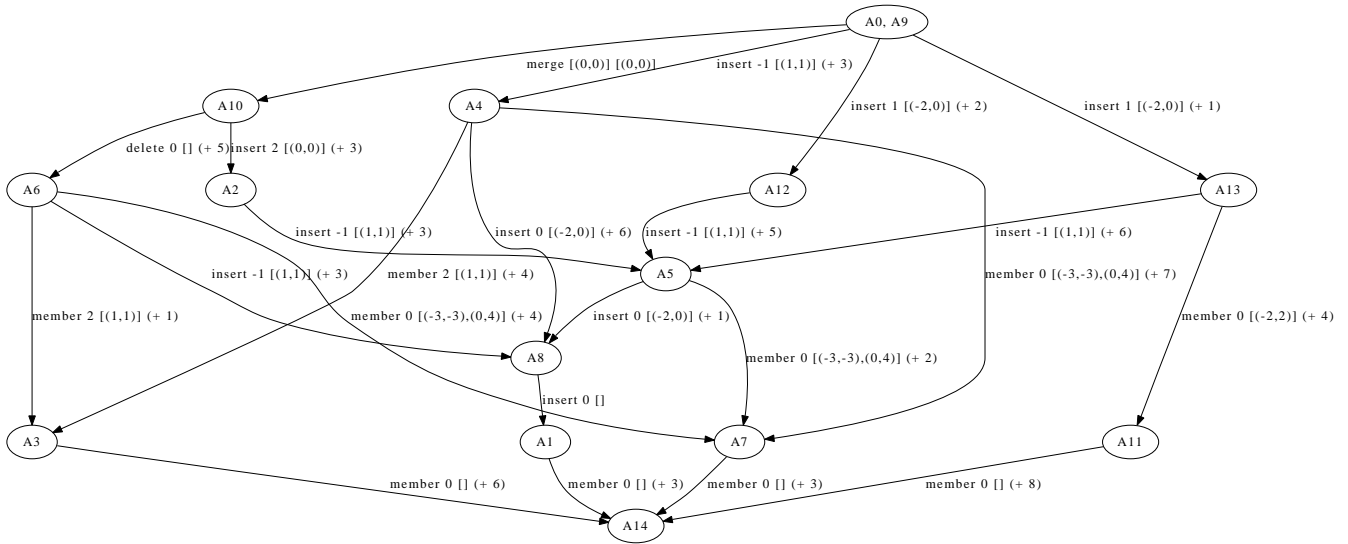 A0, A9
merge [(0,0)] [(0,0)]
insert -1 [(1,1)] (+ 3)
A10
A4
insert 1 [(-2,0)] (+ 2)
insert 1 [(-2,0)] (+ 1)
delete 0 [] (+ 5)
insert 2 [(0,0)] (+ 3)
A6
A2
A12
A13
insert -1 [(1,1)] (+ 3)
insert 0 [(-2,0)] (+ 6)
insert -1 [(1,1)] (+ 5)
insert -1 [(1,1)] (+ 6)
insert -1 [(1,1)] (+ 3)
member 2 [(1,1)] (+ 4)
A5
member 0 [(-3,-3),(0,4)] (+ 7)
member 2 [(1,1)] (+ 1)
member 0 [(-3,-3),(0,4)] (+ 4)
insert 0 [(-2,0)] (+ 1)
member 0 [(-2,2)] (+ 4)
A8
member 0 [(-3,-3),(0,4)] (+ 2)
insert 0 []
A3
A1
A7
A11
member 0 [] (+ 6)
member 0 [] (+ 3)
member 0 [] (+ 3)
member 0 [] (+ 8)
A14